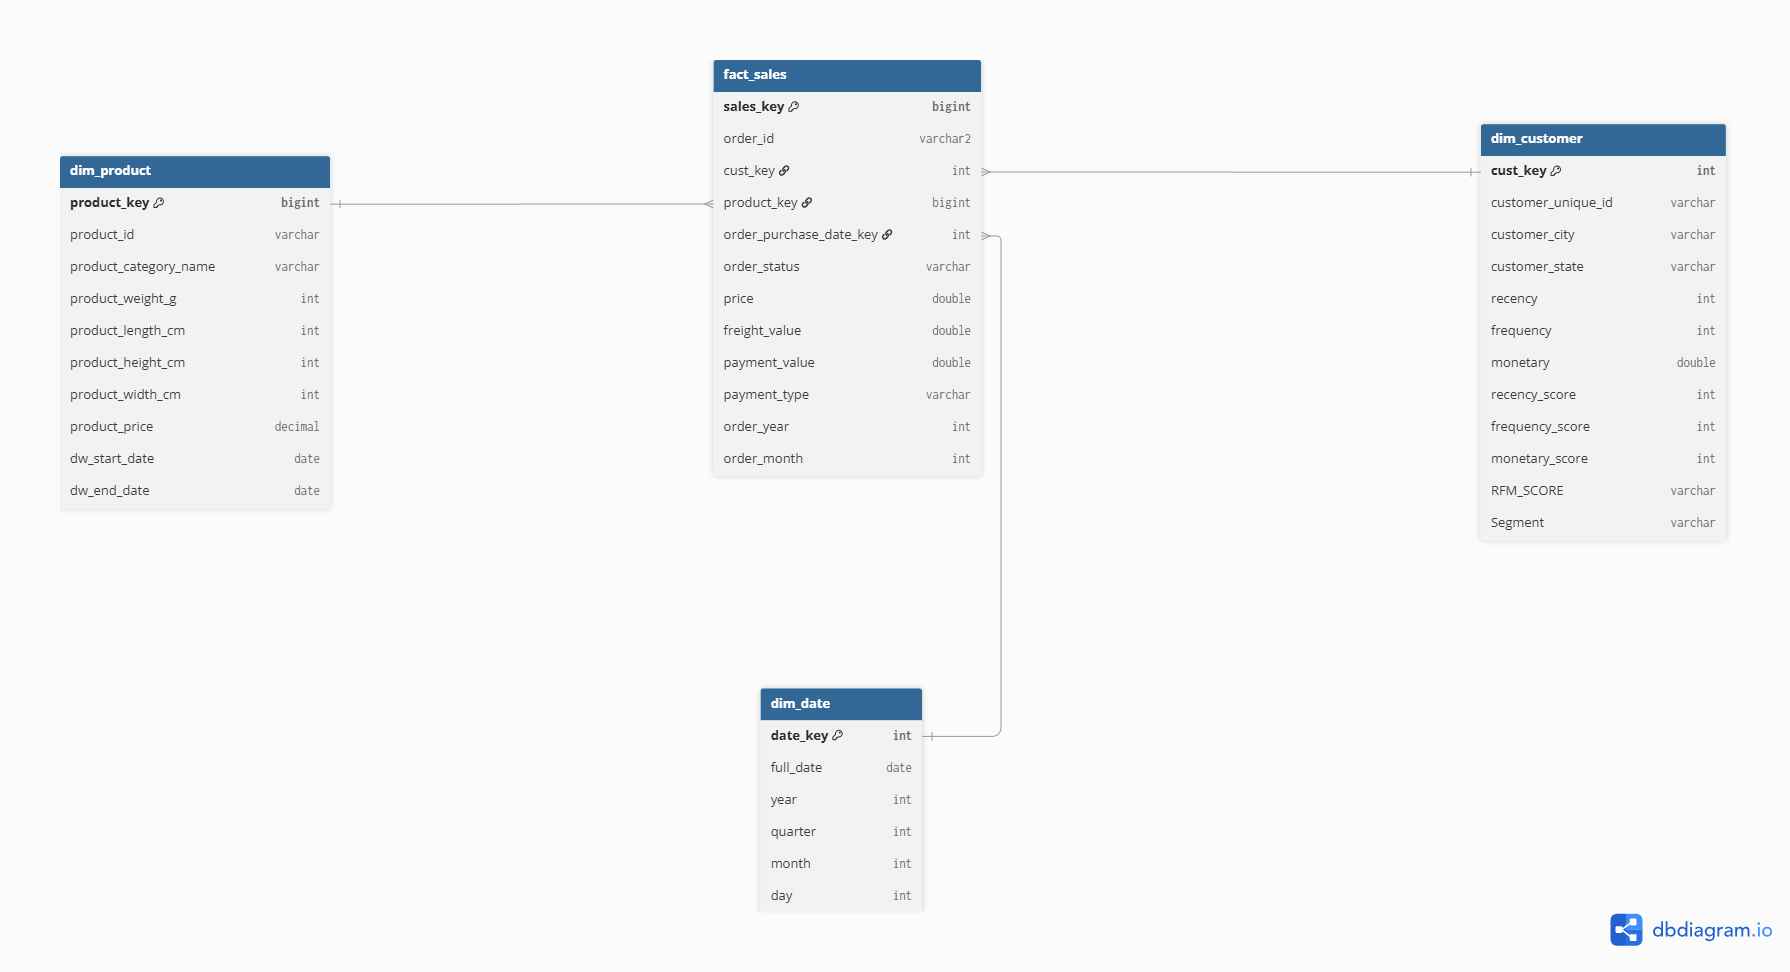 fact_sales
sales_key bigint
order_id varchar2
cust_key int
product_key bigint
order_purchase_date_key int
order_status varchar
price double
freight_value double
payment_value double
payment_type varchar
order_year int
order_month int
dim_product
product_key bigint
product_id varchar
product_category_name varchar
product_weight_g int
product_length_cm int
product_height_cm int
product_width_cm int
product_price decimal
dw_start_date date
dw_end_date date
dim_customer
cust_key int
customer_unique_id varchar
customer_city varchar
customer_state varchar
recency int
frequency int
monetary double
recency_score int
frequency_score int
monetary_score int
RFM_SCORE varchar
Segment varchar
dim_date
date_key int
full_date date
year int
quarter int
month int
day int
dbdiagram.io